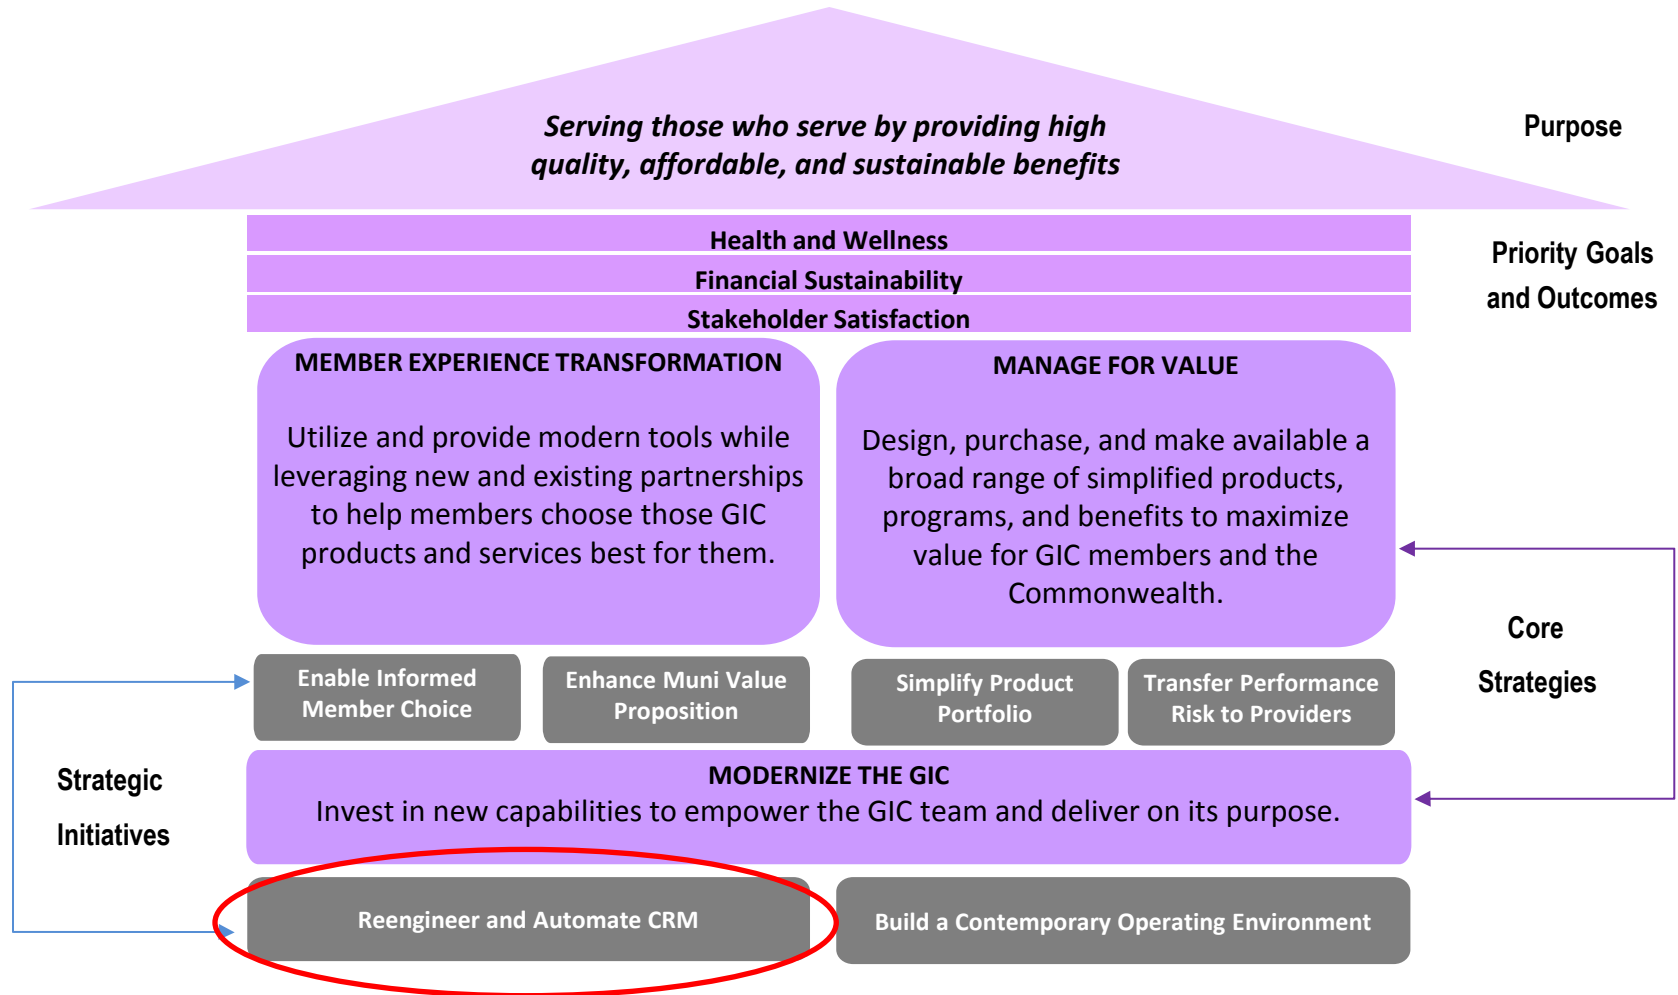 Serving those who serve by providing high
quality, affordable, and sustainable benefits
Purpose
Health and Wellness
Financial Sustainability
Stakeholder Satisfaction
Priority Goals
and Outcomes
MEMBER EXPERIENCE TRANSFORMATION
Utilize and provide modern tools while
leveraging new and existing partnerships
to help members choose those GIC
products and services best for them.
MANAGE FOR VALUE
Design, purchase, and make available a
broad range of simplified products,
programs, and benefits to maximize
value for GIC members and the
Commonwealth.
Core
Strategies
Enable Informed
Member Choice
Enhance Muni Value
Proposition
Simplify Product
Portfolio
Transfer Performance
Risk to Providers
Strategic
Initiatives
MODERNIZE THE GIC
Invest in new capabilities to empower the GIC team and deliver on its purpose.
Reengineer and Automate CRM
Build a Contemporary Operating Environment